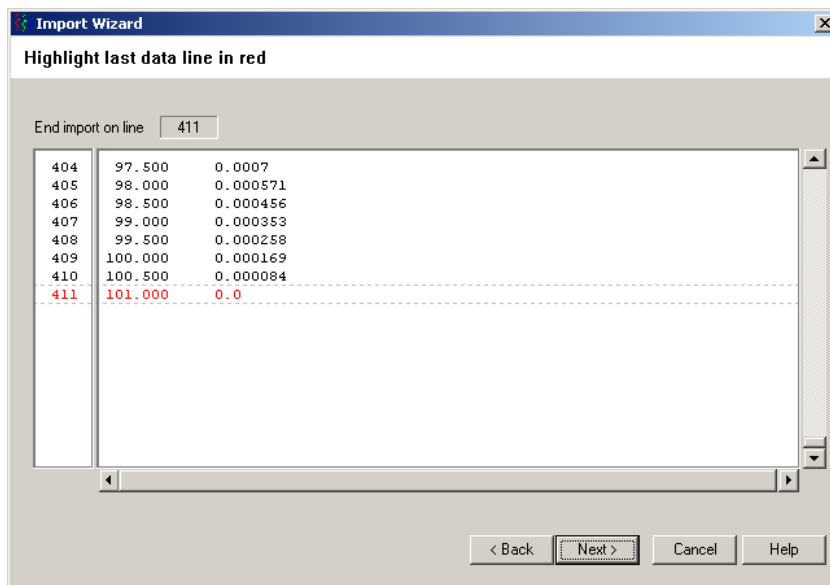 Import Wizard
Highlight last data line in red
End import on line 411
404 97.500 0.0007
405 98.000 0.000571
406 98.500 0.000456
407 99.000 0.000353
408 99.500 0.000258
409 100.000 0.000169
410 100.500 0.000084
411 101.000 0.0
< Back Next > Cancel Help